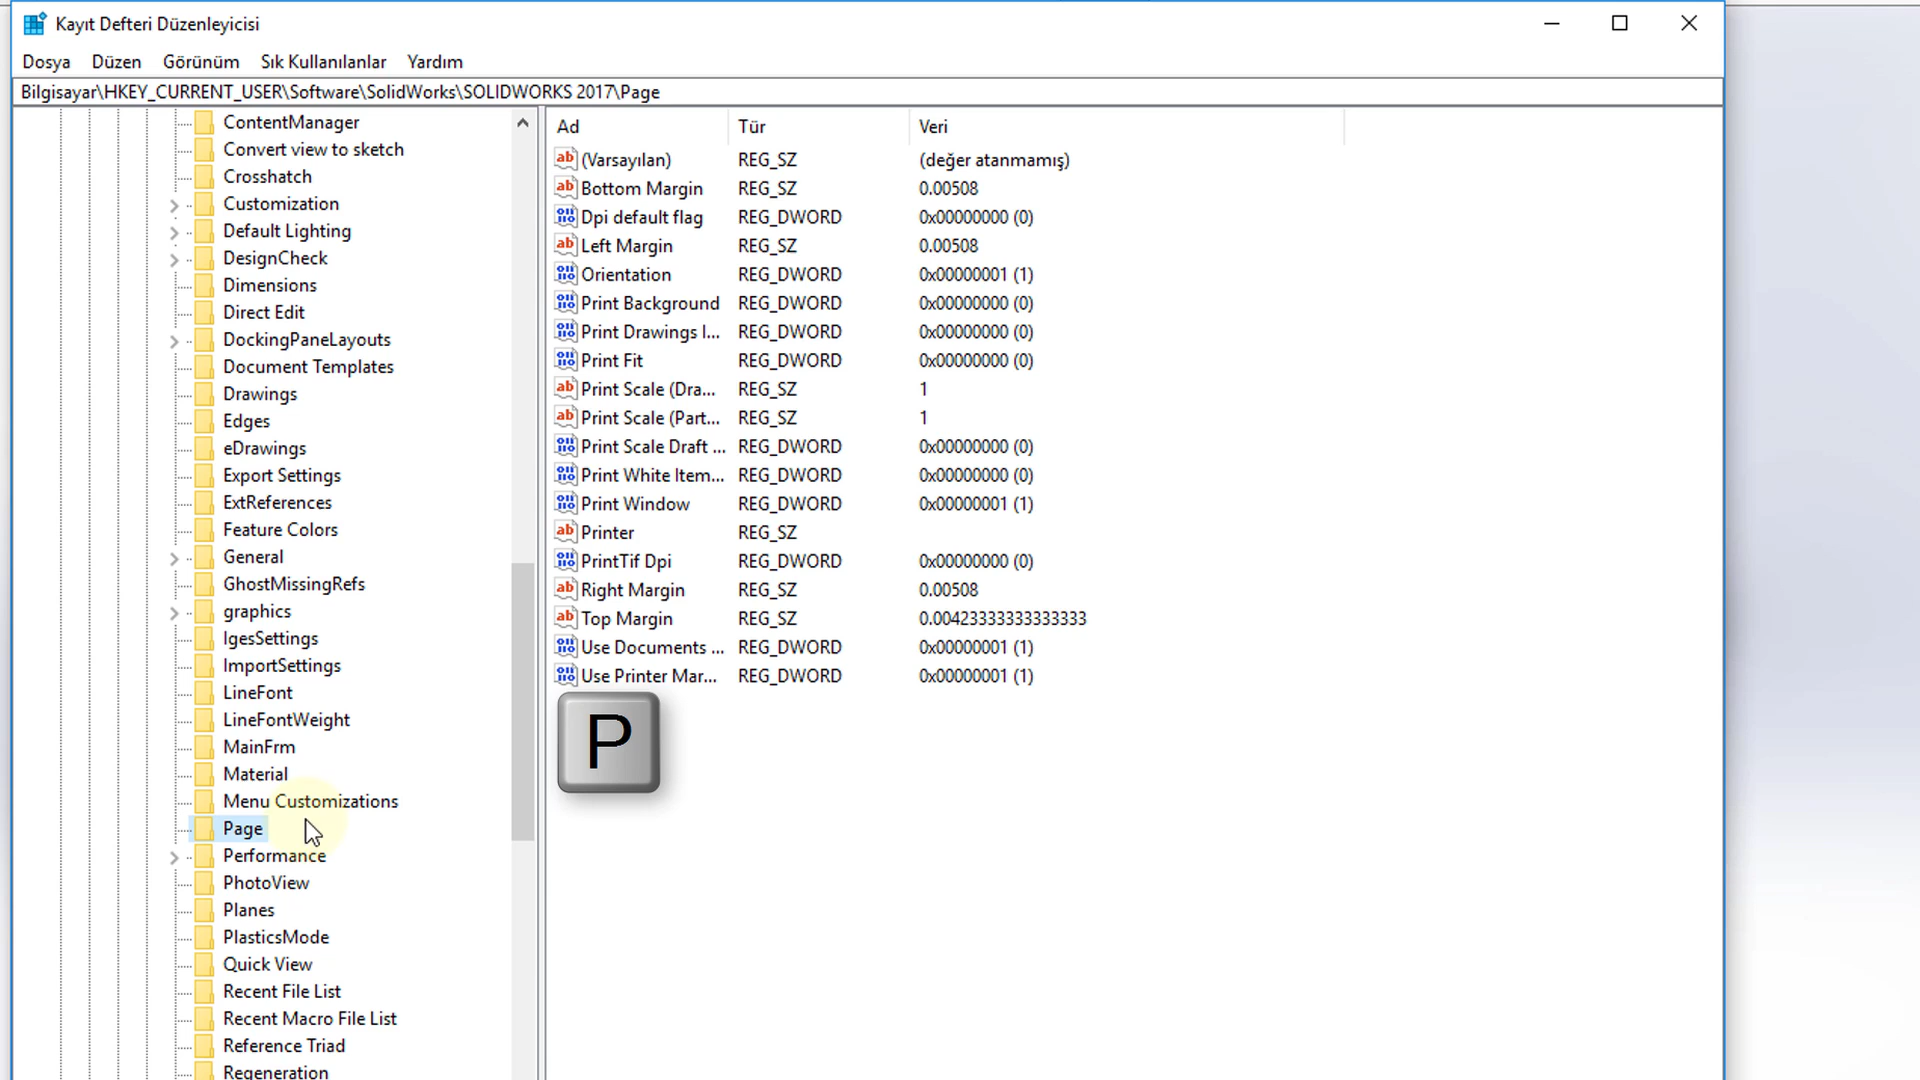 Kayıt Defteri Düzenleyicisi
Dosya Düzen Görünüm Sık Kullanılanlar Yardım
Bilgisayar\HKEY_CURRENT_USER\Software\SolidWorks\SOLIDWORKS 2017\Page
ContentManager
Convert view to sketch
Crosshatch
Customization
Default Lighting
DesignCheck
Dimensions
Direct Edit
DockingPaneLayouts
Document Templates
Drawings
Edges
eDrawings
Export Settings
ExtReferences
Feature Colors
General
GhostMissingRefs
graphics
IgesSettings
ImportSettings
LineFont
LineFontWeight
MainFrm
Material
Menu Customizations
Page
Performance
PhotoView
Planes
PlasticsMode
Quick View
Recent File List
Recent Macro File List
Reference Triad
Regeneration
Ad Tür Veri
(Varsayılan) REG_SZ (değer atanmamış)
Bottom Margin REG_SZ 0.00508
Dpi default flag REG_DWORD 0x00000000 (0)
Left Margin REG_SZ 0.00508
Orientation REG_DWORD 0x00000001 (1)
Print Background REG_DWORD 0x00000000 (0)
Print Drawings I... REG_DWORD 0x00000000 (0)
Print Fit REG_DWORD 0x00000000 (0)
Print Scale (Dra... REG_SZ 1
Print Scale (Part... REG_SZ 1
Print Scale Draft ... REG_DWORD 0x00000000 (0)
Print White Item... REG_DWORD 0x00000000 (0)
Print Window REG_DWORD 0x00000001 (1)
Printer REG_SZ
PrintTif Dpi REG_DWORD 0x00000000 (0)
Right Margin REG_SZ 0.00508
Top Margin REG_SZ 0.00423333333333333
Use Documents ... REG_DWORD 0x00000001 (1)
Use Printer Mar... REG_DWORD 0x00000001 (1)
P